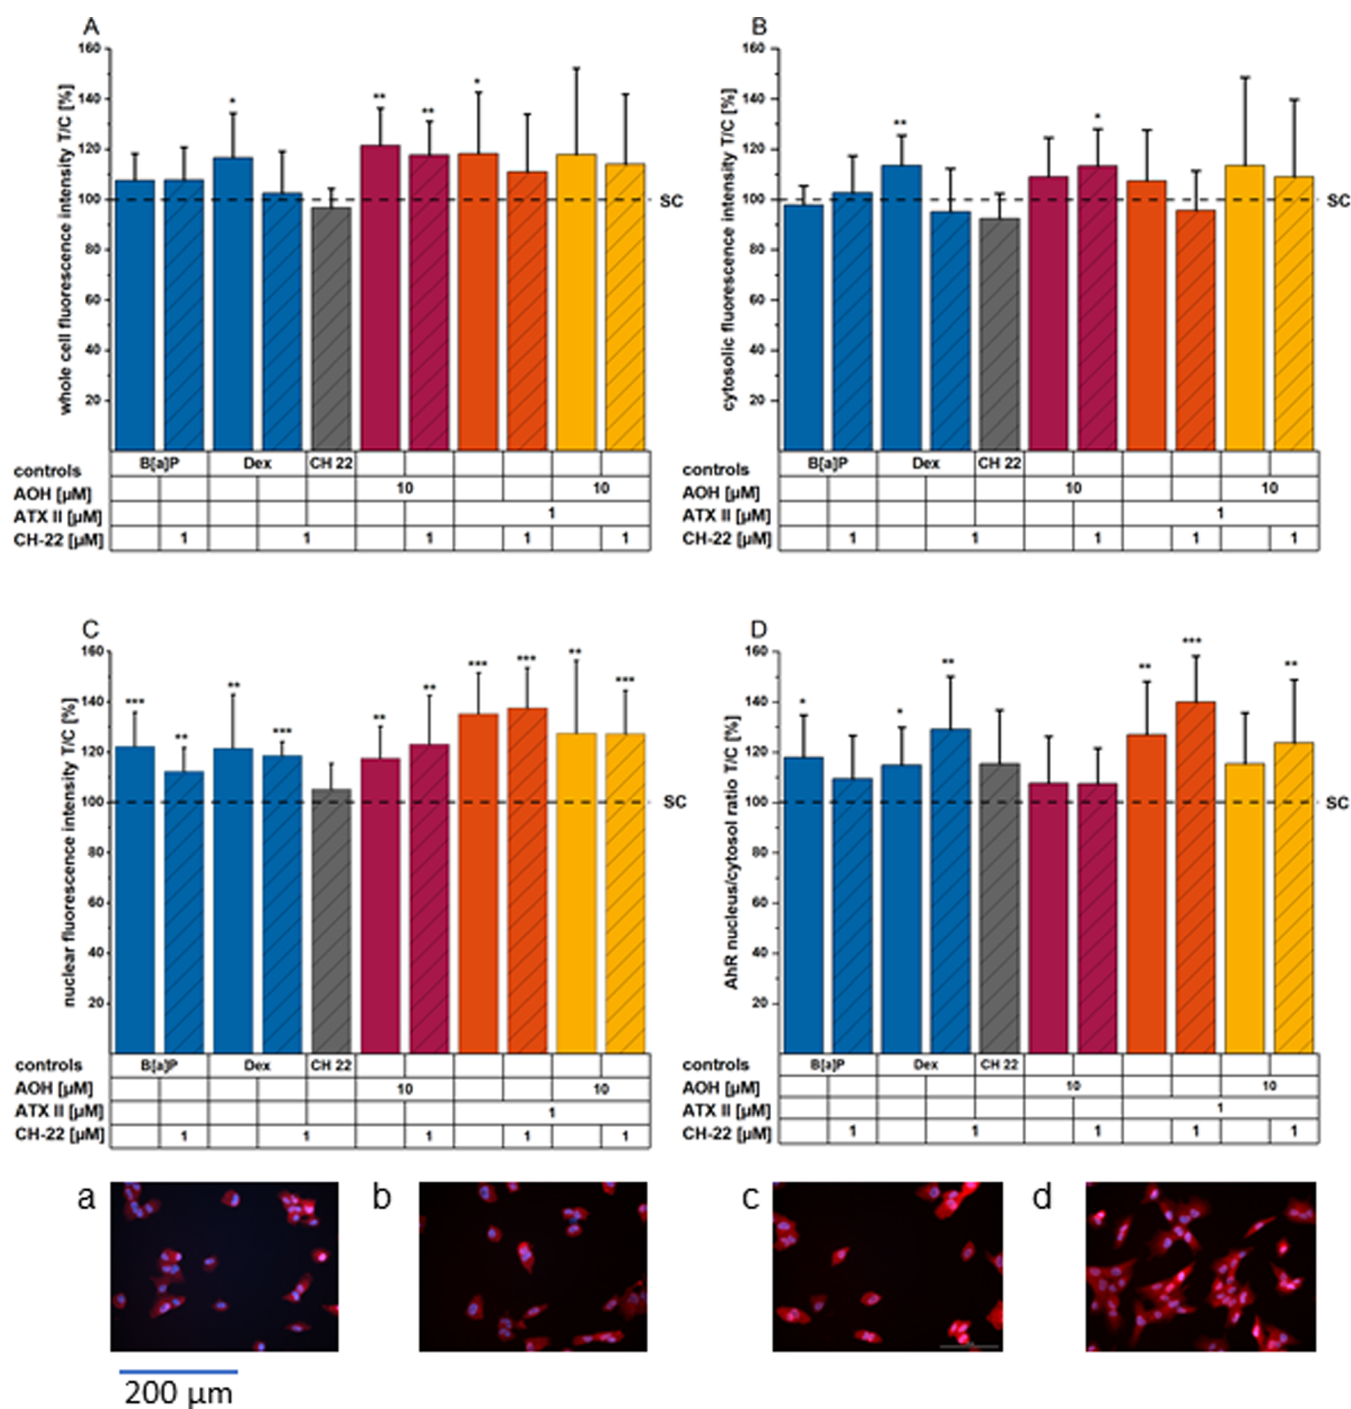 A
whole cell fluorescence intensity T/C [%]
160
140
120
100
80
60
40
20
* ** ** *
SC
controls B[a]P Dex CH 22
AOH [µM] 10 10
ATX II [µM] 1
CH-22 [µM] 1 1 1 1 1
B
cytosolic fluorescence intensity T/C [%]
160
140
120
100
80
60
40
20
** *
SC
controls B[a]P Dex CH 22
AOH [µM] 10 10
ATX II [µM] 1
CH-22 [µM] 1 1 1 1 1
C
nuclear fluorescence intensity T/C [%]
160
140
120
100
80
60
40
20
*** ** ** *** ** ** *** *** ** ***
SC
controls B[a]P Dex CH 22
AOH [µM] 10 10
ATX II [µM] 1
CH-22 [µM] 1 1 1 1 1
D
AhR nucleus/cytosol ratio T/C [%]
160
140
120
100
80
60
40
20
* * ** ** *** **
SC
controls B[a]P Dex CH 22
AOH [µM] 10 10
ATX II [µM] 1
CH-22 [µM] 1 1 1 1 1
a b c d
200 µm